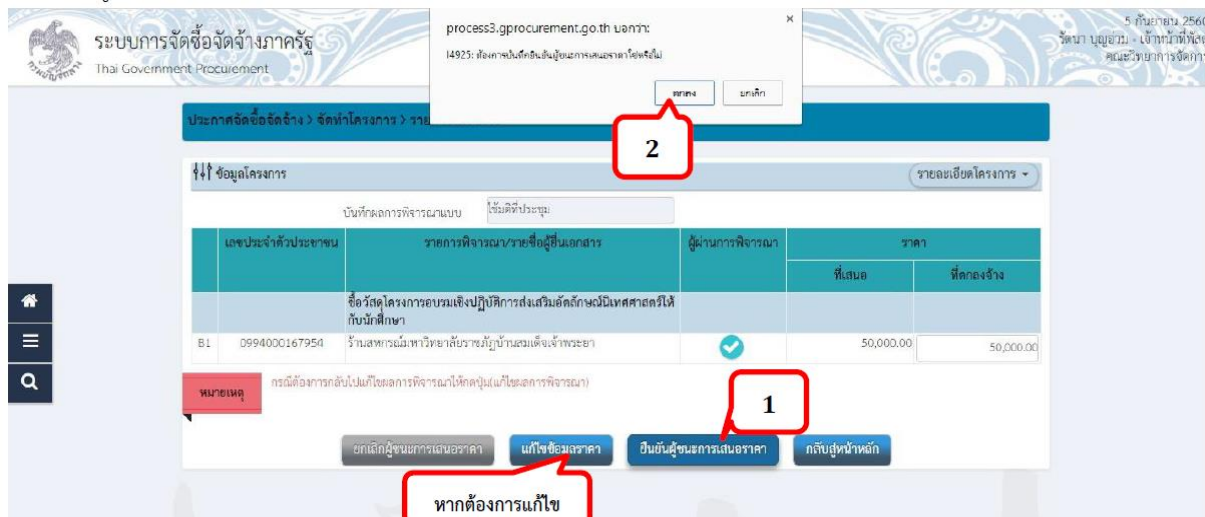 ระบบการจัดซื้อจัดจ้างภาครัฐ
Thai Government Procurement
process3.gprocurement.go.th บอกว่า:
I4925: ต้องการบันทึกยืนยันผู้ชนะการเสนอราคาใช่หรือไม่
ตกลง
ยกเลิก
5 กันยายน 2560
รัตนา บุญอ่วม - เจ้าหน้าที่พัสดุ
คณะวิทยาการจัดการ
ประกาศจัดซื้อจัดจ้าง > จัดทำโครงการ > ราย
2
ข้อมูลโครงการ
รายละเอียดโครงการ
บันทึกผลการพิจารณาแบบ
ใช้มติที่ประชุม
เลขประจำตัวประชาชน
รายการพิจารณา/รายชื่อผู้ยื่นเอกสาร
ผู้ผ่านการพิจารณา
ราคา
ที่เสนอ
ที่ตกลงจ้าง
ซื้อวัสดุโครงการอบรมเชิงปฏิบัติการส่งเสริมอัตลักษณ์นิเทศศาสตร์ให้
กับนักศึกษา
B1
0994000167954
ร้านสหกรณ์มหาวิทยาลัยราชภัฏบ้านสมเด็จเจ้าพระยา
50,000.00
50,000.00
หมายเหตุ
กรณีต้องการกลับไปแก้ไขผลการพิจารณาให้กดปุ่ม(แก้ไขผลการพิจารณา)
1
ยกเลิกผู้ชนะการเสนอราคา
แก้ไขข้อมูลราคา
ยืนยันผู้ชนะการเสนอราคา
กลับสู่หน้าหลัก
หากต้องการแก้ไข